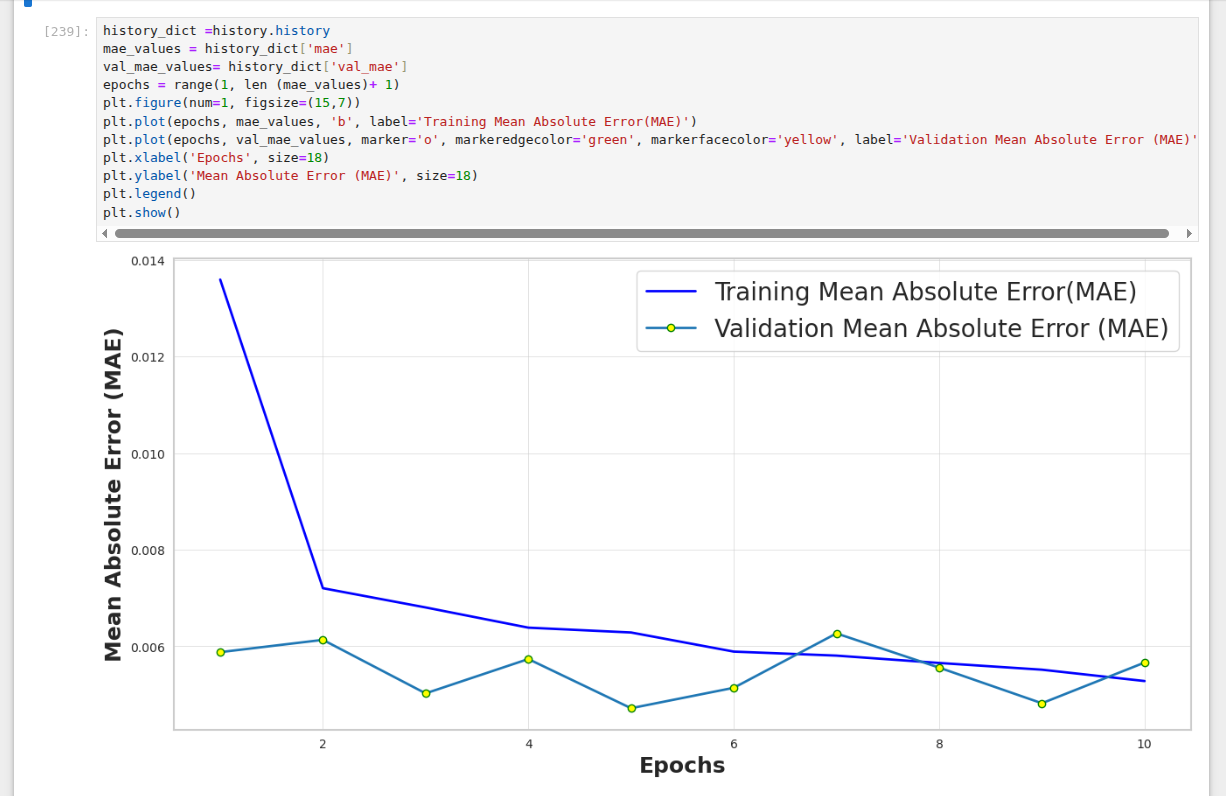 [239]:
history_dict =history.history
mae_values = history_dict['mae']
val_mae_values= history_dict['val_mae']
epochs = range(1, len (mae_values)+ 1)
plt.figure(num=1, figsize=(15,7))
plt.plot(epochs, mae_values, 'b', label='Training Mean Absolute Error(MAE)')
plt.plot(epochs, val_mae_values, marker='o', markeredgecolor='green', markerfacecolor='yellow', label='Validation Mean Absolute Error (MAE)'
plt.xlabel('Epochs', size=18)
plt.ylabel('Mean Absolute Error (MAE)', size=18)
plt.legend()
plt.show()
Mean Absolute Error (MAE)
0.014
0.012
0.010
0.008
0.006
Training Mean Absolute Error(MAE)
Validation Mean Absolute Error (MAE)
2 4 6 8 10
Epochs